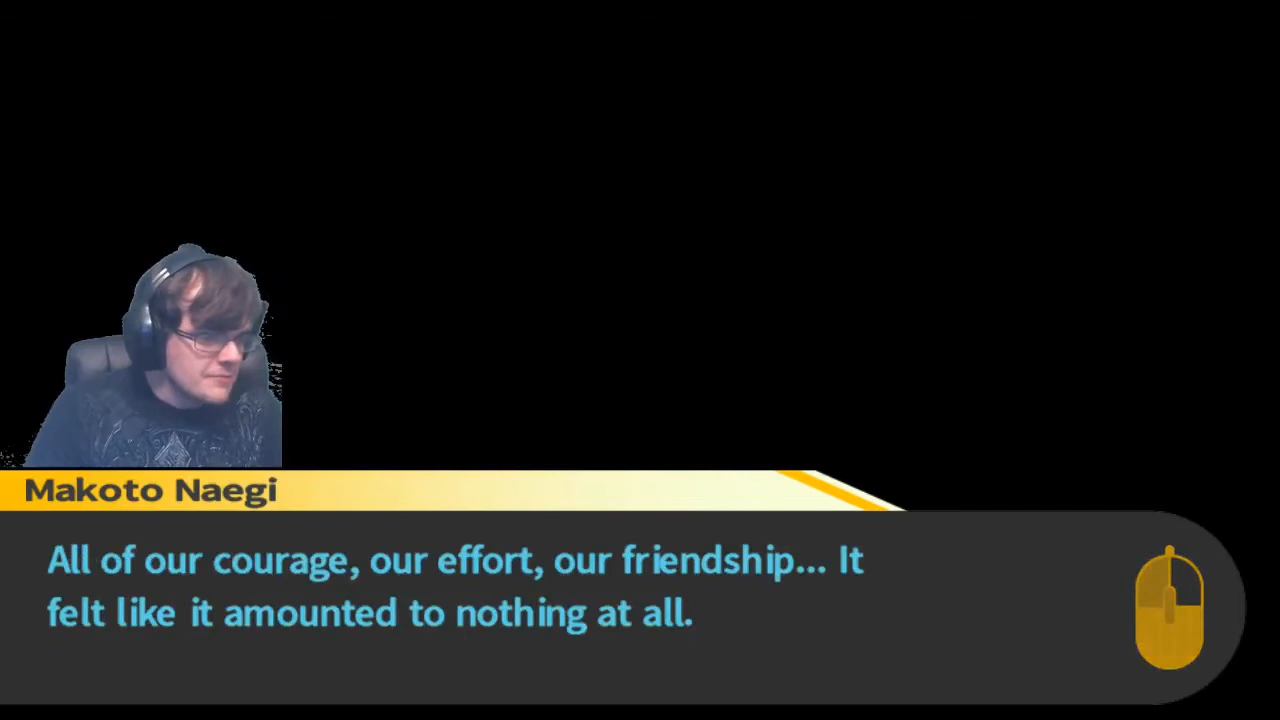 Makoto Naegi
All of our courage, our effort, our friendship... It
felt like it amounted to nothing at all.